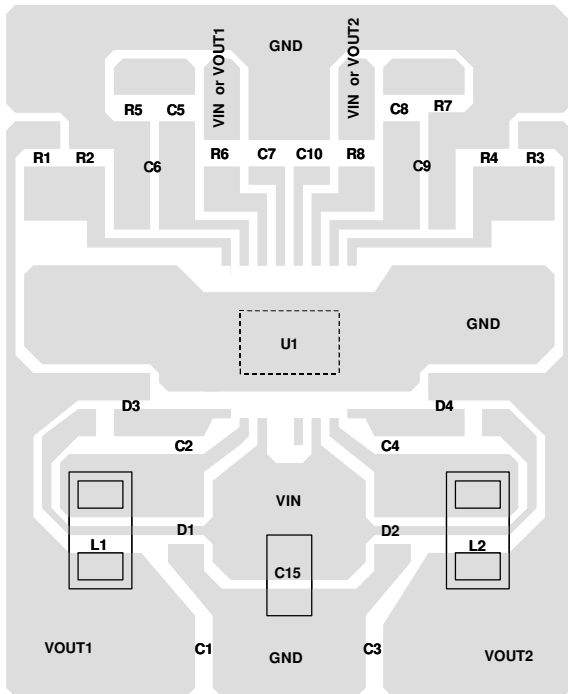 GND
VIN or VOUT1
VIN or VOUT2
R5 C5
C8 R7
R1 R2 C6 R6 C7 C10 R8 C9 R4 R3
GND
U1
D3
D4
C2
C4
VIN
D1
D2
L1
L2
C15
VOUT1
C1
GND
C3
VOUT2